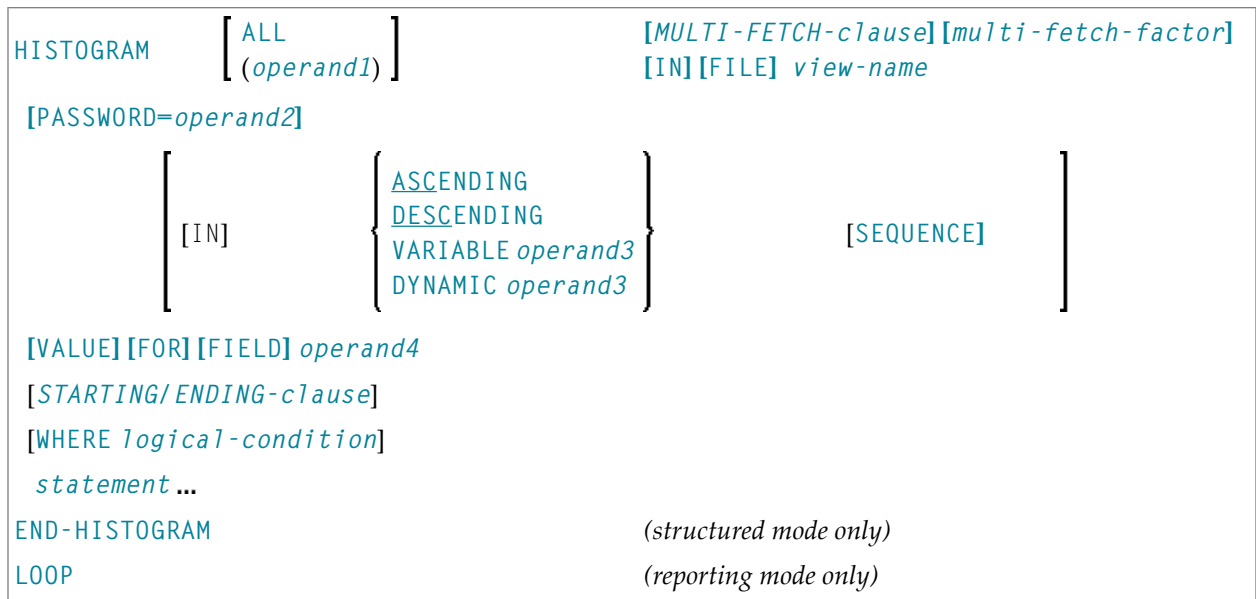 HISTOGRAM [ ALL [MULTI-FETCH-clause] [multi-fetch-factor]
(operand1) ] [IN] [FILE] view-name
[PASSWORD=operand2]
ASCENDING
DESCENDING
[IN] [SEQUENCE]
VARIABLE operand3
DYNAMIC operand3
[VALUE] [FOR] [FIELD] operand4
[STARTING/ENDING-clause]
[WHERE logical-condition]
statement ...
END-HISTOGRAM (structured mode only)
LOOP (reporting mode only)